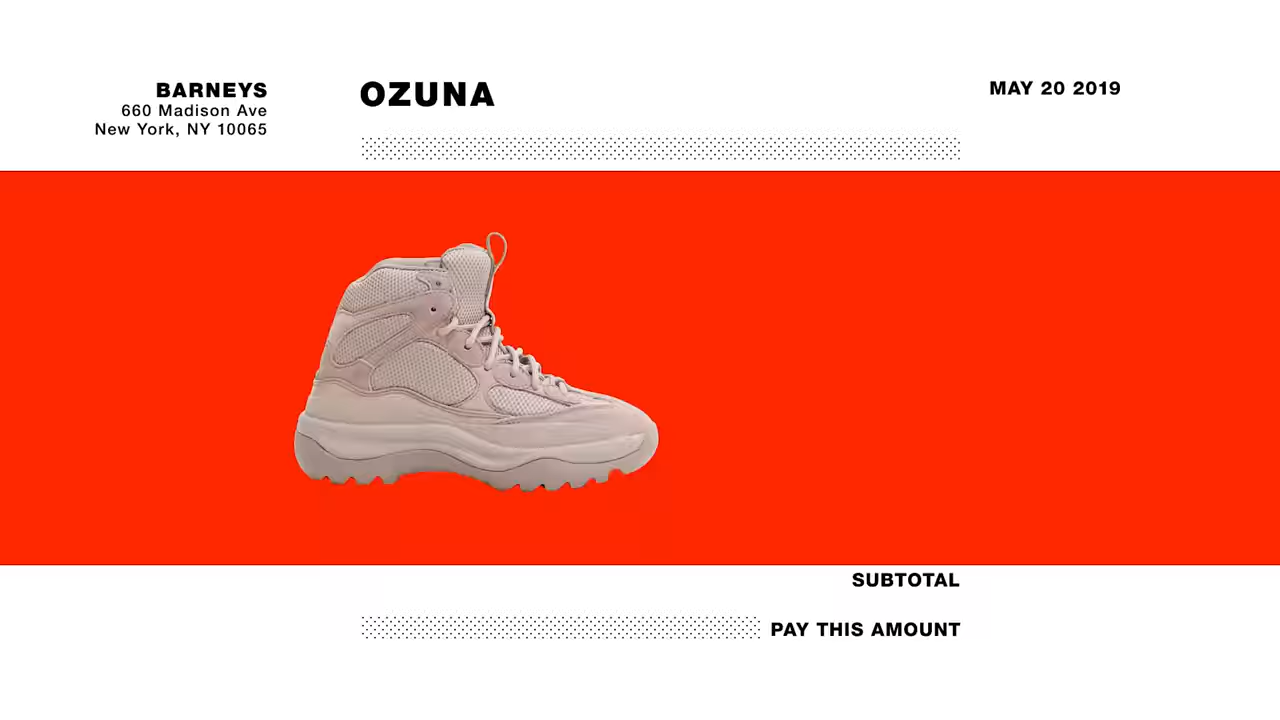 BARNEYS
660 Madison Ave
New York, NY 10065
OZUNA
MAY 20 2019
SUBTOTAL
PAY THIS AMOUNT